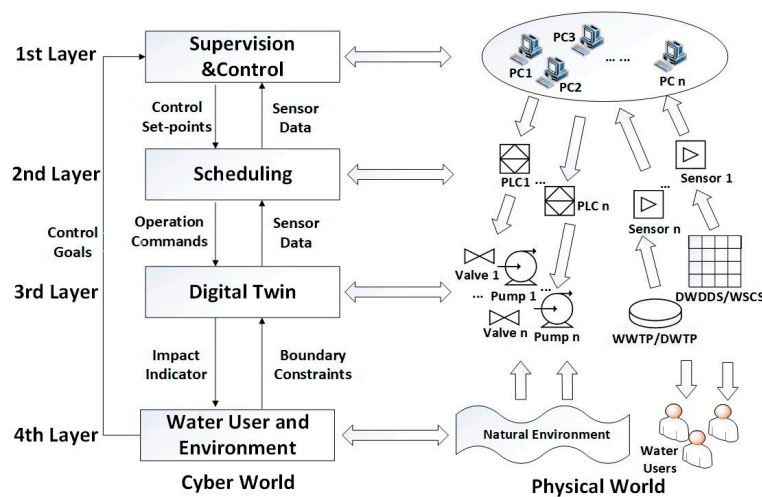 1st Layer
Supervision
&Control
PC1
PC3
PC2
... ...
PC n
Control
Set-points
Sensor
Data
2nd Layer
Scheduling
PLC1
...
PLC n
...
Sensor 1
Sensor n
Control
Goals
Operation
Commands
Sensor
Data
3rd Layer
Digital Twin
Valve 1
Pump 1
...
...
Valve n
Pump n
DWDDS/WSCS
WWTP/DWTP
Impact
Indicator
Boundary
Constraints
4th Layer
Water User and
Environment
Natural Environment
Water
Users
Cyber World
Physical World